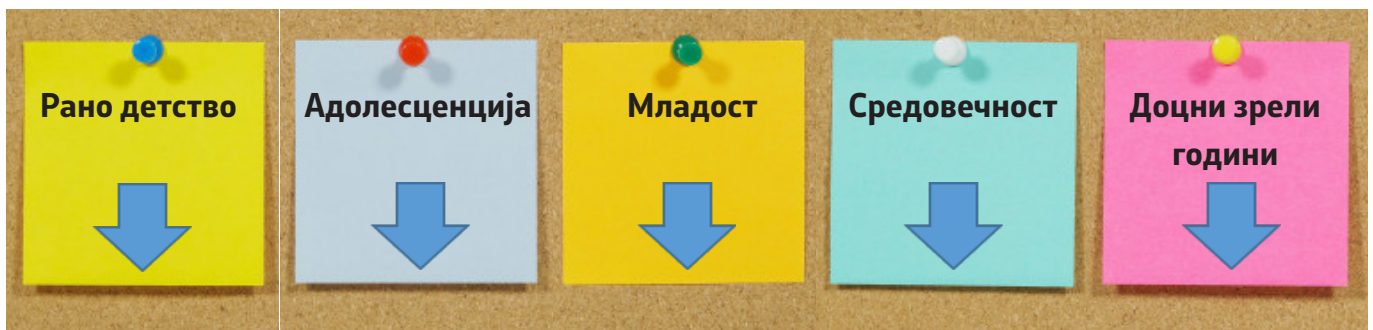 Рано детство
Адолесценција
Младост
Средовечност
Доцни зрели
години